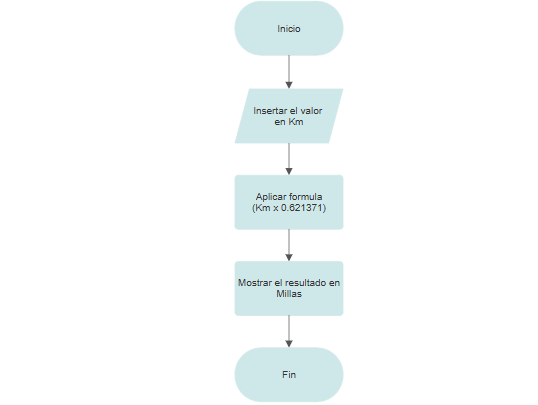 Inicio
Insertar el valor
en Km
Aplicar formula
(Km x 0.621371)
Mostrar el resultado en
Millas
Fin